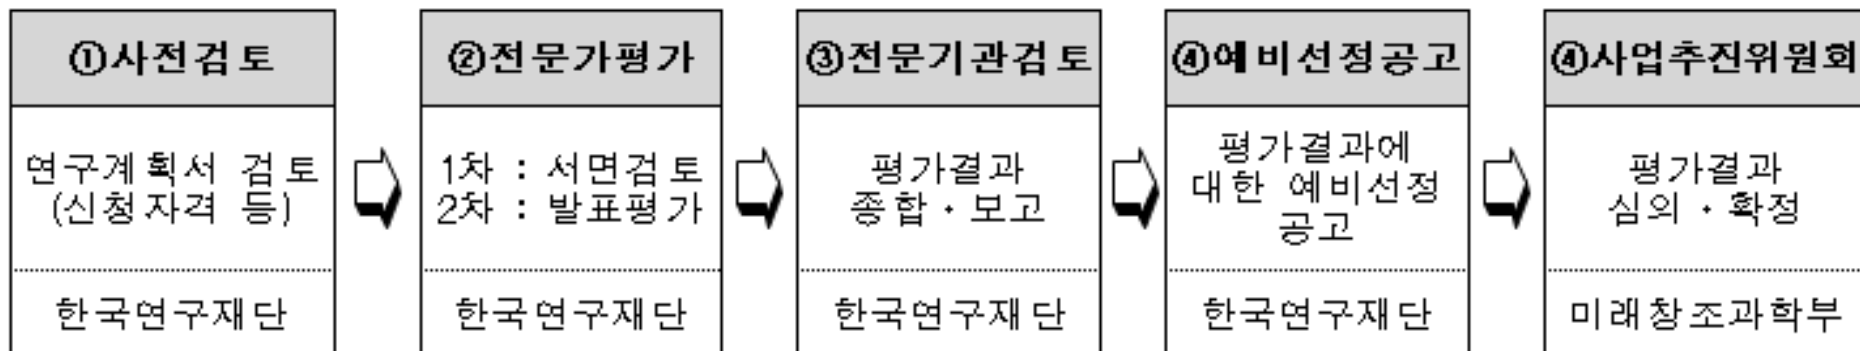 ①사전검토
연구계획서 검토
(신청자격 등)
한국연구재단
②전문가평가
1차 : 서면검토
2차 : 발표평가
한국연구재단
③전문기관검토
평가결과
종합・보고
한국연구재단
④예비선정공고
평가결과에
대한 예비선정
공고
한국연구재단
④사업추진위원회
평가결과
심의・확정
미래창조과학부